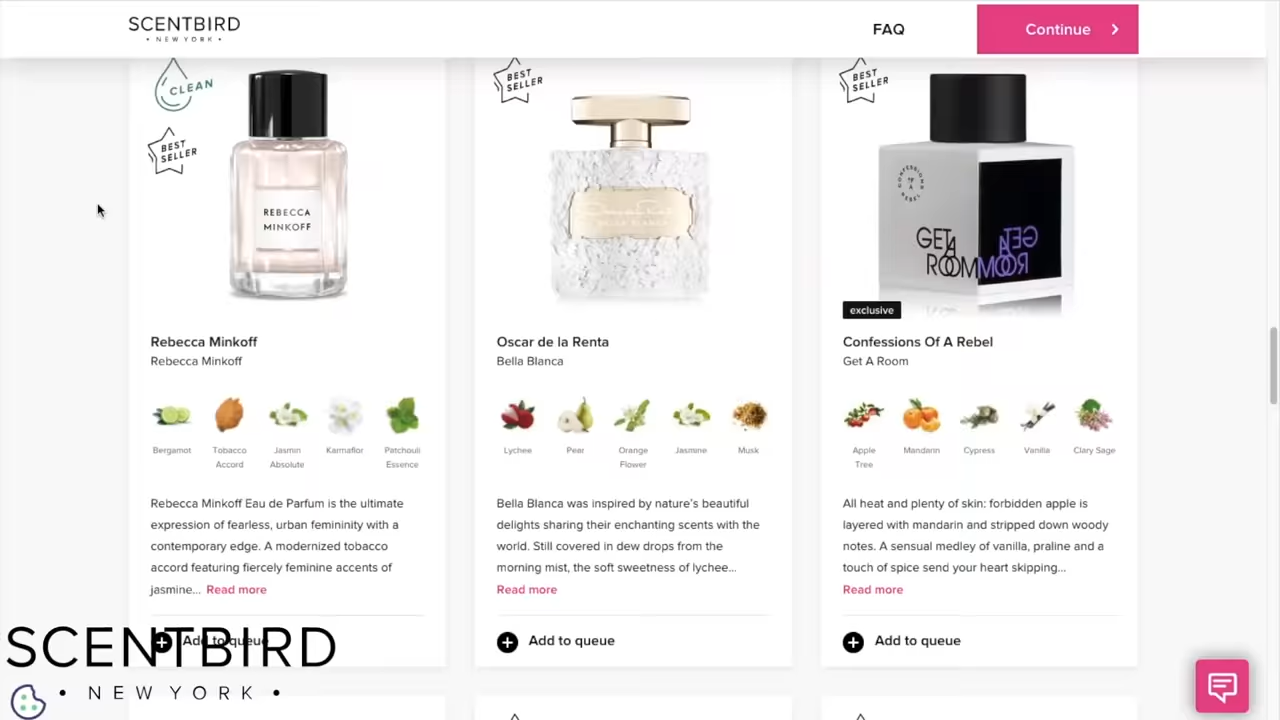 SCENTBIRD
• NEW YORK •
FAQ
Continue
CLEAN
BEST
SELLER
REBECCA
MINKOFF
Rebecca Minkoff
Rebecca Minkoff
Bergamot
Tobacco
Accord
Jasmin
Absolute
Karmaflor
Patchouli
Essence
Rebecca Minkoff Eau de Parfum is the ultimate
expression of fearless, urban femininity with a
contemporary edge. A modernized tobacco
accord featuring fiercely feminine accents of
jasmine... Read more
Add to queue
BEST
SELLER
Oscar de la Renta
Bella Blanca
Lychee
Pear
Orange
Flower
Jasmine
Musk
Bella Blanca was inspired by nature's beautiful
delights sharing their enchanting scents with the
world. Still covered in dew drops from the
morning mist, the soft sweetness of lychee...
Read more
Add to queue
BEST
SELLER
CONFESSIONS OF A REBEL
GET A
ROOM
exclusive
Confessions Of A Rebel
Get A Room
Apple
Tree
Mandarin
Cypress
Vanilla
Clary Sage
All heat and plenty of skin: forbidden apple is
layered with mandarin and stripped down woody
notes. A sensual medley of vanilla, praline and a
touch of spice send your heart skipping...
Read more
Add to queue
SCENTBIRD
• NEW YORK •